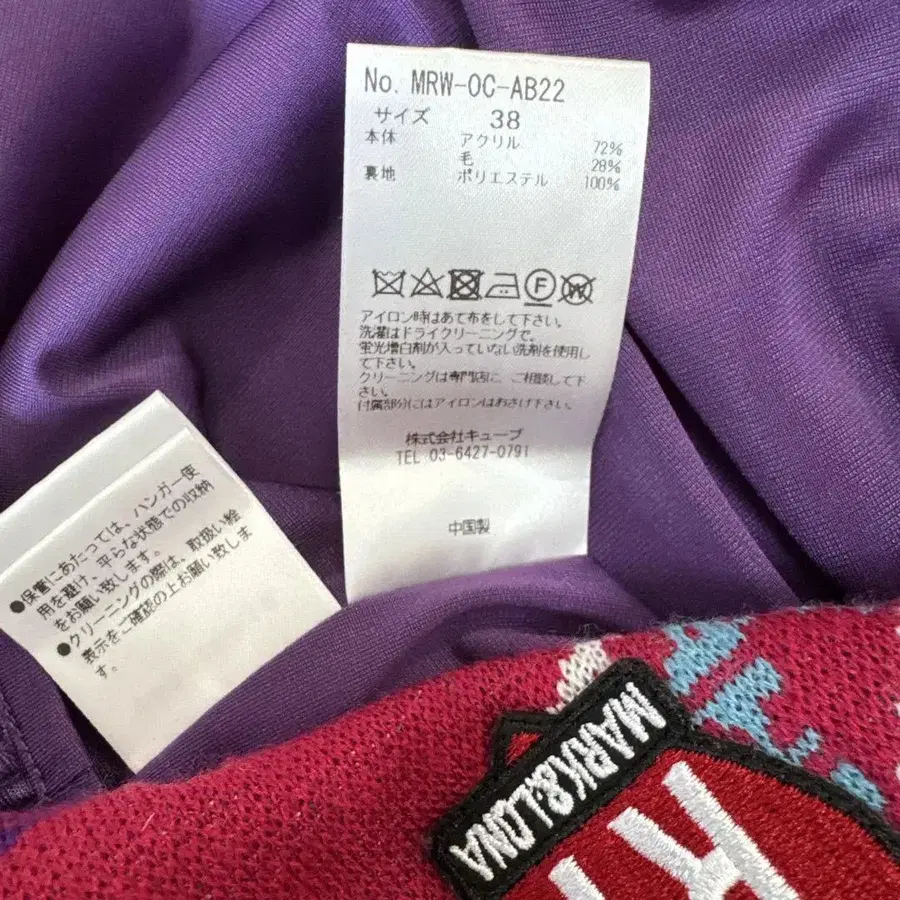 No. MRW-OC-AB22
サイズ 38
本体 アクリル 72%
毛 28%
裏地 ポリエステル 100%
F
W
アイロン時はあて布をして下さい。
洗濯はドライクリーニングで。
蛍光増白剤が入っていない洗剤を使用し
て下さい。
クリーニングは専門店に、ご相談して下
さい。
付属部分にはアイロンはおさけ下さい。
株式会社キューブ
TEL 03-6427-0791
中国製
●保管にあたっては、ハンガー使
用を避け、平らな状態での収納
をお願い致します。
●クリーニングの際は、取扱い絵
表示をご確認の上お願い致しま
す。
MARK&LONA